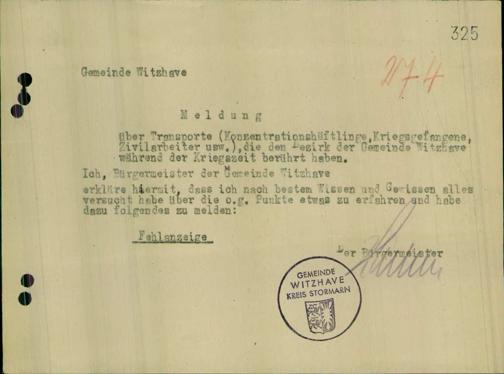 325
27-4
Gemeinde Witzhave
Meldung
über Transporte (Konzentrationshäftlinge,Kriegsgefangene,
Zivilarbeiter usw.),die den Bezirk der Gemeinde Witzhave
während der Kriegszeit berührt haben.
Ich, Bürgermeister der Gemeinde Witzhave
erkläre hiermit, dass ich nach bestem Wissen und Gewissen alles
versucht habe über die o.g. Punkte etwas zu erfahren und habe
dazu folgendes zu melden:
Fehlanzeige
Der Bürgermeister
GEMEINDE
WITZHAVE
KREIS STORMARN